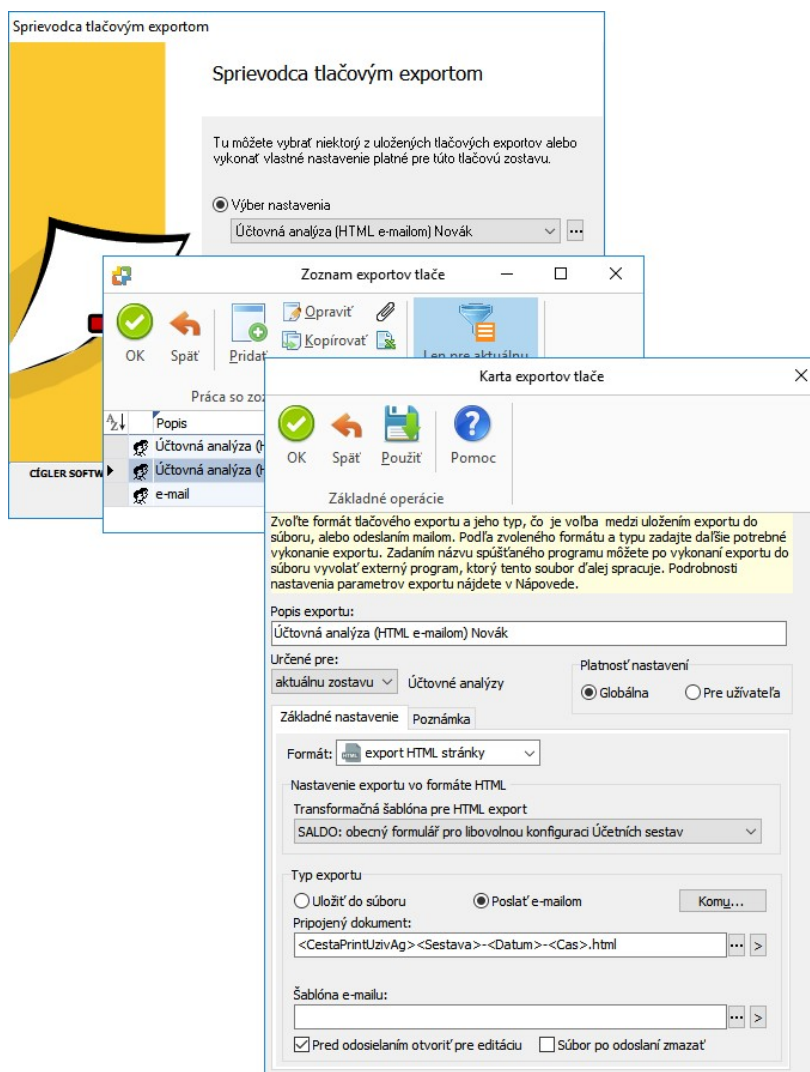 Sprievodca tlačovým exportom
Sprievodca tlačovým exportom
Tu môžete vybrať niektorý z uložených tlačových exportov alebo
vykonať vlastné nastavenie platné pre túto tlačovú zostavu.
Výber nastavenia
Účtovná analýza (HTML e-mailom) Novák
Zoznam exportov tlače
OK
Späť
Pridať
Opraviť
Kopírovať
Len pre aktuálnu
Práca so zoz
Popis
Účtovná analýza (H
Účtovná analýza (H
e-mail
CÍGLER SOFTW
Karta exportov tlače
OK
Späť
Použiť
Pomoc
Základné operácie
Zvoľte formát tlačového exportu a jeho typ, čo je voľba medzi uložením exportu do
súboru, alebo odeslaním mailom. Podľa zvoleného formátu a typu zadajte daľšie potrebné
vykonanie exportu. Zadaním názvu spúšťaného programu môžete po vykonaní exportu do
súboru vyvolať externý program, ktorý tento soubor ďalej spracuje. Podrobnosti
nastavenia parametrov exportu nájdete v Nápovede.
Popis exportu:
Účtovná analýza (HTML e-mailom) Novák
Určené pre:
aktuálnu zostavu
Účtovné analýzy
Platnosť nastavení
Globálna
Pre užívateľa
Základné nastavenie
Poznámka
Formát:
export HTML stránky
Nastavenie exportu vo formáte HTML
Transformačná šablóna pre HTML export
SALDO: obecný formulář pro libovolnou konfiguraci Účetních sestav
Typ exportu
Uložiť do súboru
Poslať e-mailom
Komu...
Pripojený dokument:
<CestaPrintUzivAg><Sestava>-<Datum>-<Cas>.html
... >
Šablóna e-mailu:
... >
Pred odosielaním otvoriť pre editáciu
Súbor po odoslaní zmazať